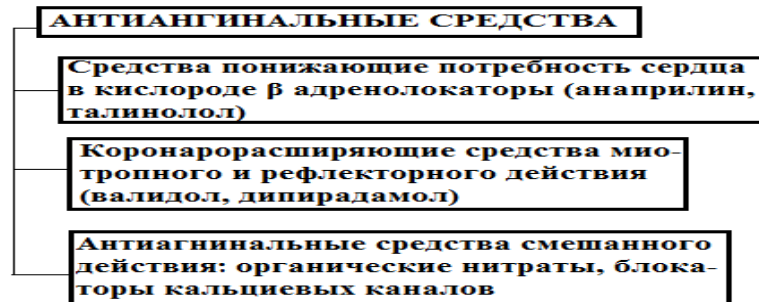 АНТИАНГИНАЛЬНЫЕ СРЕДСТВА
Средства понижающие потребность сердца
в кислороде β адренолокаторы (анаприлин,
талинолол)
Коронарорасширяющие средства мио-
тропного и рефлекторного действия
(валидол, дипирадамол)
Антиагнинальные средства смешанного
действия: органические нитраты, блока-
торы кальциевых каналов